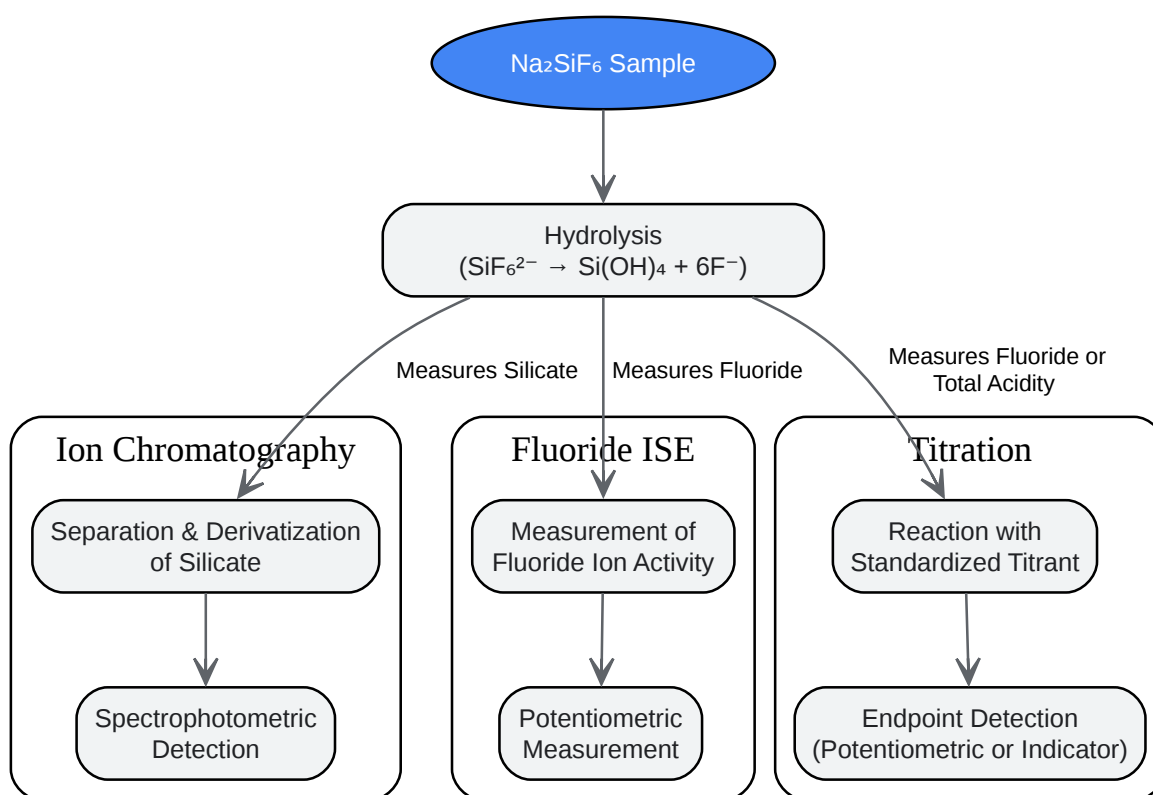 Na₂SiF₆ Sample
Hydrolysis
(SiF₆²⁻ → Si(OH)₄ + 6F⁻)
Measures Silicate
Measures Fluoride
Measures Fluoride or
Total Acidity
Ion Chromatography
Separation & Derivatization
of Silicate
Spectrophotometric
Detection
Fluoride ISE
Measurement of
Fluoride Ion Activity
Potentiometric
Measurement
Titration
Reaction with
Standardized Titrant
Endpoint Detection
(Potentiometric or Indicator)